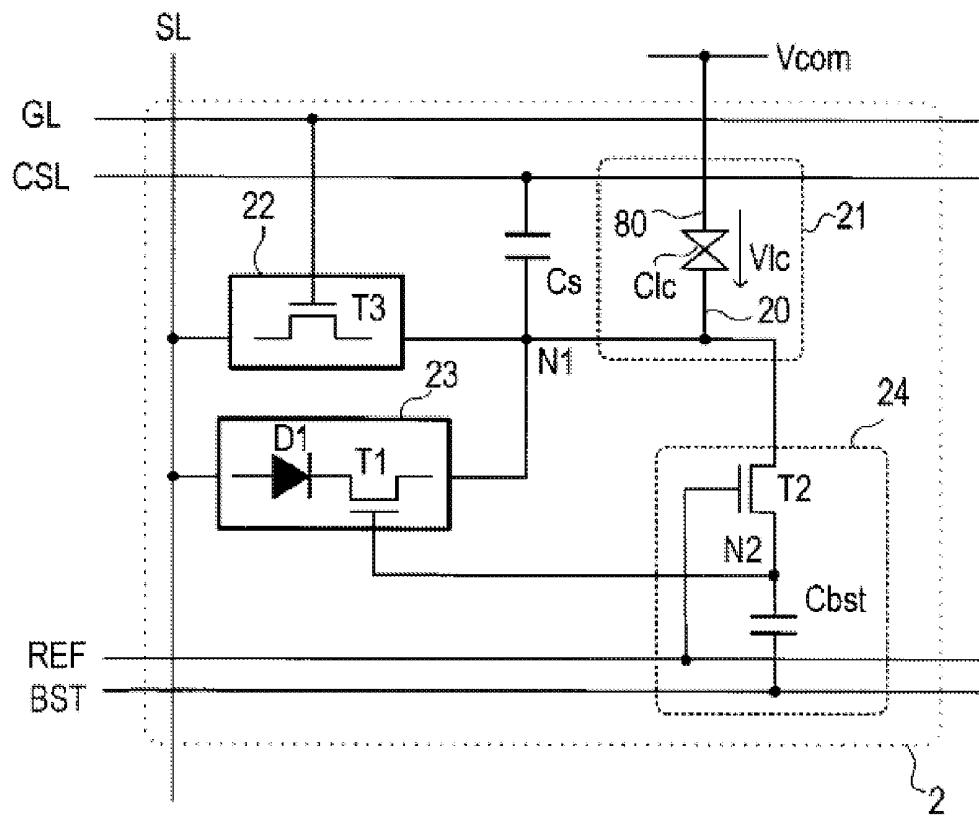 SL
Vcom
GL
CSL
22
80
21
Vlc
Cs
Clc
T3
20
N1
23
24
D1
T1
T2
N2
Cbst
REF
BST
2